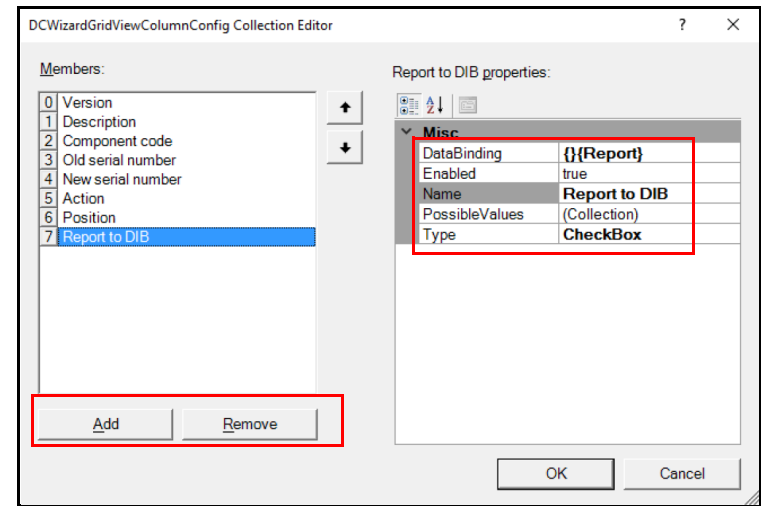 DCWizardGridViewColumnConfig Collection Editor
? ×
Members:
0 Version
1 Description
2 Component code
3 Old serial number
4 New serial number
5 Action
6 Position
7 Report to DIB
Add Remove
Report to DIB properties:
Misc
DataBinding {}{Report}
Enabled true
Name Report to DIB
PossibleValues (Collection)
Type CheckBox
OK Cancel